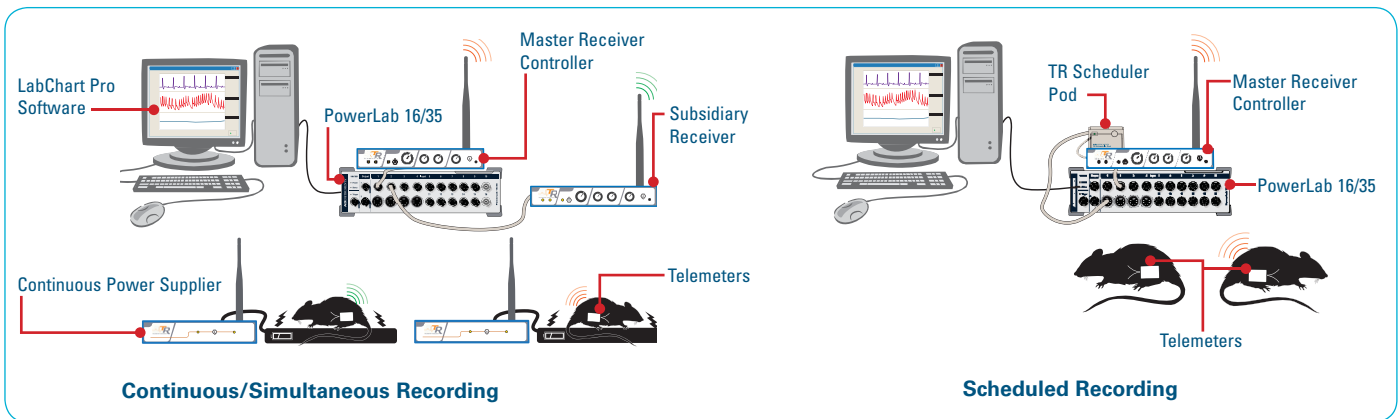 LabChart Pro
Software
PowerLab 16/35
Master Receiver
Controller
Subsidiary
Receiver
Continuous Power Supplier
Telemeters
Continuous/Simultaneous Recording
TR Scheduler
Pod
Master Receiver
Controller
PowerLab 16/35
Telemeters
Scheduled Recording